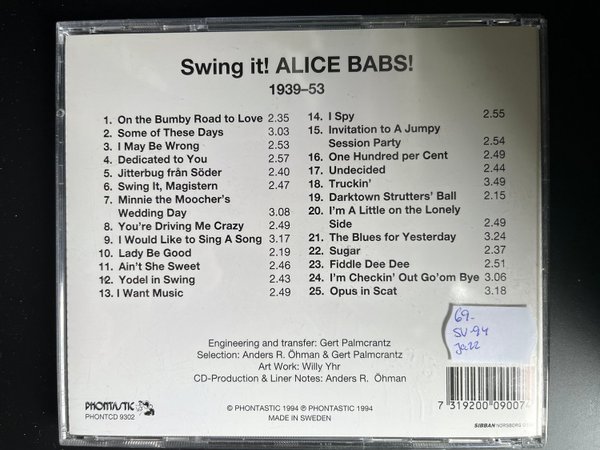 Swing it! ALICE BABS!
1939–53
1. On the Bumby Road to Love 2.35
2. Some of These Days 3.03
3. I May Be Wrong 2.53
4. Dedicated to You 2.57
5. Jitterbug från Söder 2.40
6. Swing It, Magistern 2.47
7. Minnie the Moocher's
Wedding Day 3.08
8. You're Driving Me Crazy 2.49
9. I Would Like to Sing A Song 3.17
10. Lady Be Good 2.19
11. Ain't She Sweet 2.46
12. Yodel in Swing 2.43
13. I Want Music 2.49
14. I Spy 2.55
15. Invitation to A Jumpy
Session Party 2.54
16. One Hundred per Cent 2.49
17. Undecided 2.44
18. Truckin' 3.49
19. Darktown Strutters' Ball 2.15
20. I'm A Little on the Lonely
Side 2.49
21. The Blues for Yesterday 3.24
22. Sugar 2.37
23. Fiddle Dee Dee 2.51
24. I'm Checkin' Out Go'om Bye 3.06
25. Opus in Scat 3.18
69-
SV-94
Jazz
Engineering and transfer: Gert Palmcrantz
Selection: Anders R. Öhman & Gert Palmcrantz
Art Work: Willy Yhr
CD-Production & Liner Notes: Anders R. Öhman
PHONTASTIC
PHONTCD 9302
© PHONTASTIC 1994 ℗ PHONTASTIC 1994
MADE IN SWEDEN
7 319200 09007
SIBBAN NORSBORG